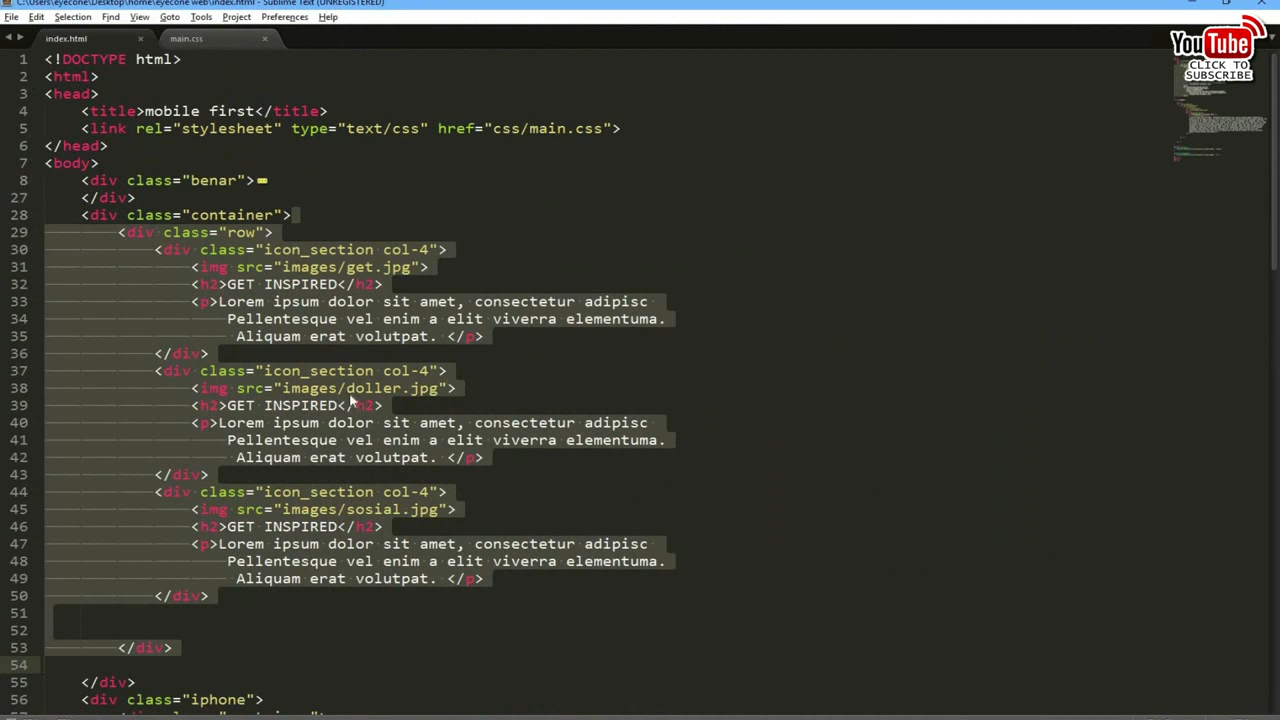 C:\Users\eyecone\Desktop\home\eyecone web\index.html - Sublime Text (UNREGISTERED)
File Edit Selection Find View Goto Tools Project Preferences Help
index.html × main.css ×
YouTube
CLICK TO
SUBSCRIBE
1 <!DOCTYPE html>
2 <html>
3 <head>
4 <title>mobile first</title>
5 <link rel="stylesheet" type="text/css" href="css/main.css">
6 </head>
7 <body>
8 <div class="benar">
27 </div>
28 <div class="container">
29 <div class="row">
30 <div class="icon_section col-4">
31 <img src="images/get.jpg">
32 <h2>GET INSPIRED</h2>
33 <p>Lorem ipsum dolor sit amet, consectetur adipisc
34 Pellentesque vel enim a elit viverra elementuma.
35 Aliquam erat volutpat. </p>
36 </div>
37 <div class="icon_section col-4">
38 <img src="images/doller.jpg">
39 <h2>GET INSPIRED</h2>
40 <p>Lorem ipsum dolor sit amet, consectetur adipisc
41 Pellentesque vel enim a elit viverra elementuma.
42 Aliquam erat volutpat. </p>
43 </div>
44 <div class="icon_section col-4">
45 <img src="images/sosial.jpg">
46 <h2>GET INSPIRED</h2>
47 <p>Lorem ipsum dolor sit amet, consectetur adipisc
48 Pellentesque vel enim a elit viverra elementuma.
49 Aliquam erat volutpat. </p>
50 </div>
51
52
53 </div>
54
55 </div>
56 <div class="iphone">